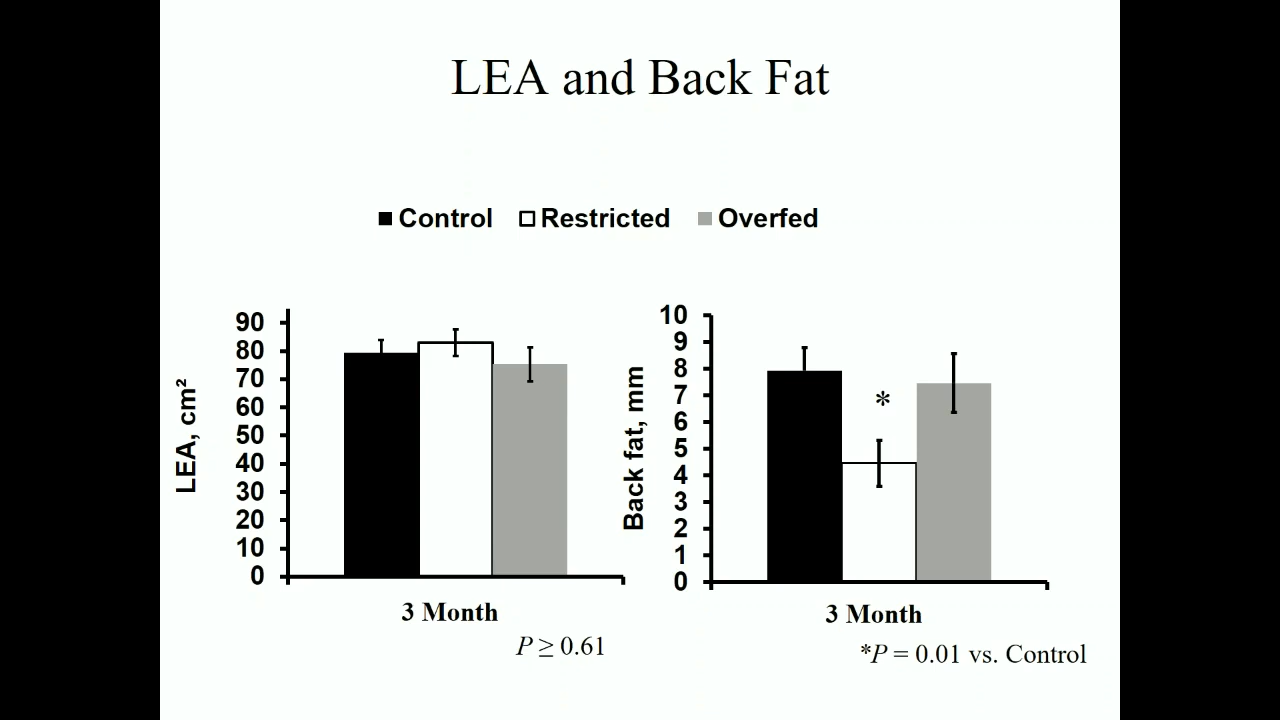 LEA and Back Fat
Control Restricted Overfed
LEA, cm²
90
80
70
60
50
40
30
20
10
0
3 Month
P ≥ 0.61
Back fat, mm
10
9
8
7
6
5
4
3
2
1
0
*
3 Month
*P = 0.01 vs. Control